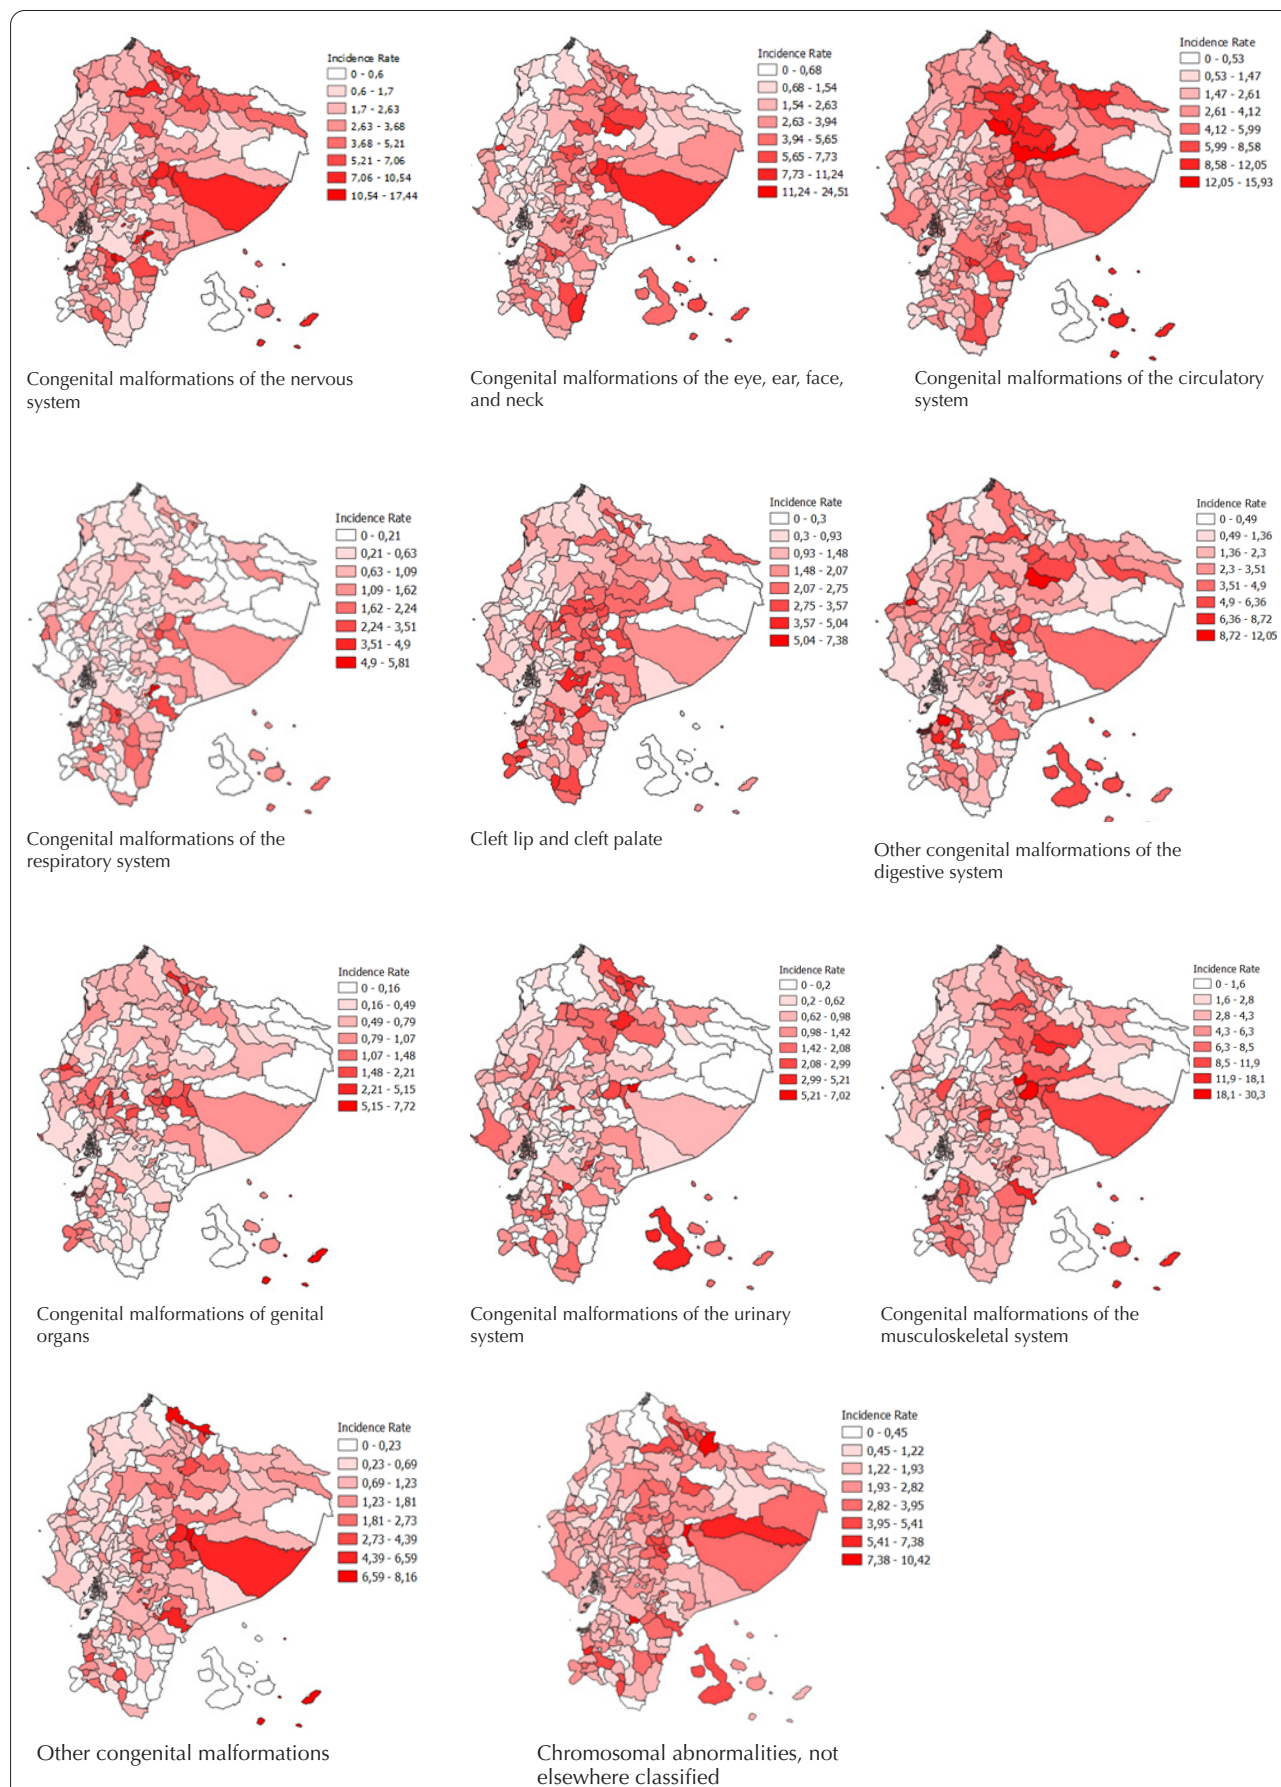 Incidence Rate
0 - 0,6
0,6 - 1,7
1,7 - 2,63
2,63 - 3,68
3,68 - 5,21
5,21 - 7,06
7,06 - 10,54
10,54 - 17,44
Congenital malformations of the nervous
system
Incidence Rate
0 - 0,68
0,68 - 1,54
1,54 - 2,63
2,63 - 3,94
3,94 - 5,65
5,65 - 7,73
7,73 - 11,24
11,24 - 24,51
Congenital malformations of the eye, ear, face,
and neck
Incidence Rate
0 - 0,53
0,53 - 1,47
1,47 - 2,61
2,61 - 4,12
4,12 - 5,99
5,99 - 8,58
8,58 - 12,05
12,05 - 15,93
Congenital malformations of the circulatory
system
Incidence Rate
0 - 0,21
0,21 - 0,63
0,63 - 1,09
1,09 - 1,62
1,62 - 2,24
2,24 - 3,51
3,51 - 4,9
4,9 - 5,81
Congenital malformations of the
respiratory system
Incidence Rate
0 - 0,3
0,3 - 0,93
0,93 - 1,48
1,48 - 2,07
2,07 - 2,75
2,75 - 3,57
3,57 - 5,04
5,04 - 7,38
Cleft lip and cleft palate
Incidence Rate
0 - 0,49
0,49 - 1,36
1,36 - 2,3
2,3 - 3,51
3,51 - 4,9
4,9 - 6,36
6,36 - 8,72
8,72 - 12,05
Other congenital malformations of the
digestive system
Incidence Rate
0 - 0,16
0,16 - 0,49
0,49 - 0,79
0,79 - 1,07
1,07 - 1,48
1,48 - 2,21
2,21 - 5,15
5,15 - 7,72
Congenital malformations of genital
organs
Incidence Rate
0 - 0,2
0,2 - 0,62
0,62 - 0,98
0,98 - 1,42
1,42 - 2,08
2,08 - 2,99
2,99 - 5,21
5,21 - 7,02
Congenital malformations of the urinary
system
Incidence Rate
0 - 1,6
1,6 - 2,8
2,8 - 4,3
4,3 - 6,3
6,3 - 8,5
8,5 - 11,9
11,9 - 18,1
18,1 - 30,3
Congenital malformations of the
musculoskeletal system
Incidence Rate
0 - 0,23
0,23 - 0,69
0,69 - 1,23
1,23 - 1,81
1,81 - 2,73
2,73 - 4,39
4,39 - 6,59
6,59 - 8,16
Other congenital malformations
Incidence Rate
0 - 0,45
0,45 - 1,22
1,22 - 1,93
1,93 - 2,82
2,82 - 3,95
3,95 - 5,41
5,41 - 7,38
7,38 - 10,42
Chromosomal abnormalities, not
elsewhere classified